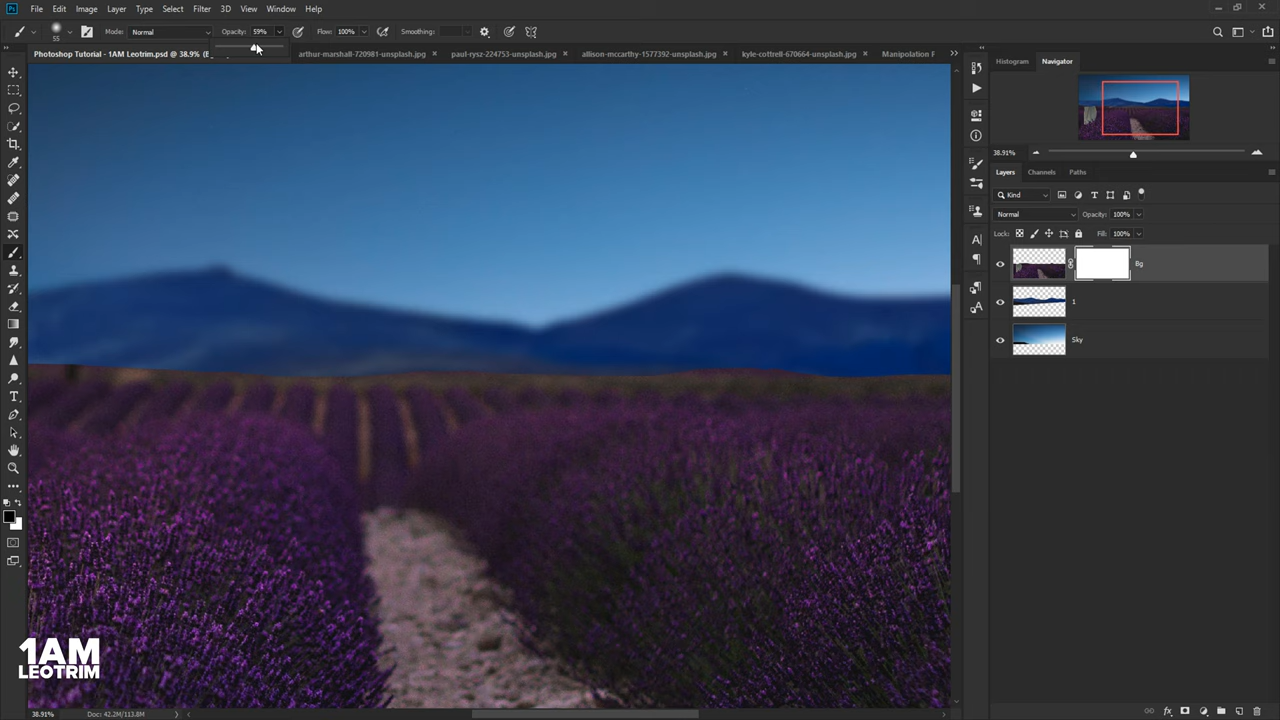 Ps File Edit Image Layer Type Select Filter 3D View Window Help
55 Mode: Normal Opacity: 59% Flow: 100% Smoothing:
Photoshop Tutorial - 1AM Leotrim.psd @ 38.9% arthur-marshall-720981-unsplash.jpg paul-rysz-224753-unsplash.jpg allison-mccarthy-1577392-unsplash.jpg kyle-cottrell-670664-unsplash.jpg Manipulation
Histogram Navigator
38.91%
Layers Channels Paths
Kind
Normal Opacity: 100%
Lock: Fill: 100%
Bg
1
Sky
1AM
LEOTRIM
38.91% Doc: 42.2M/113.8M